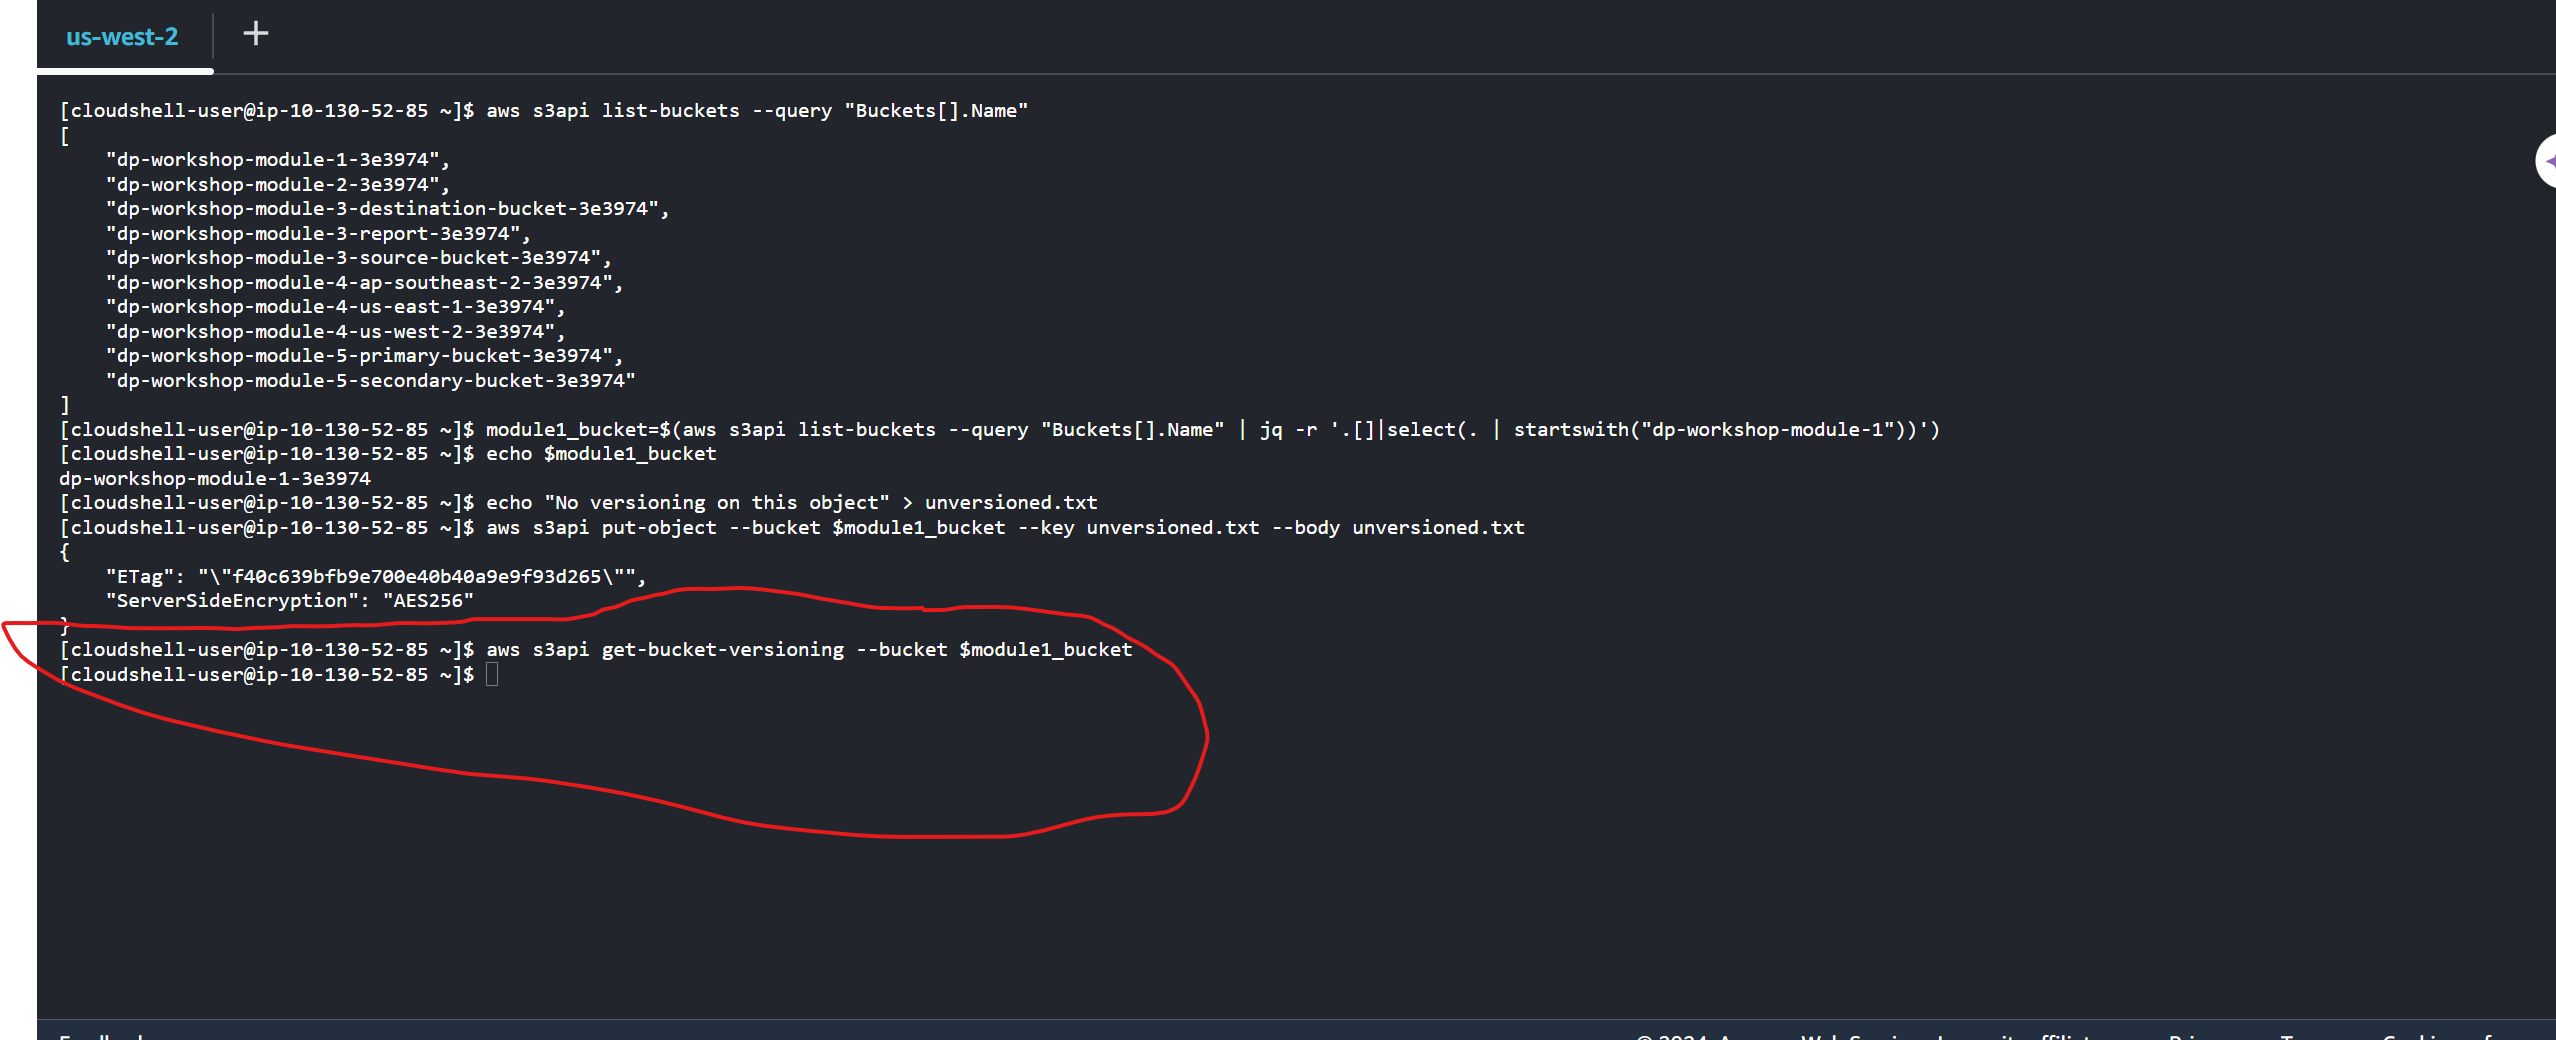 us-west-2 +
[cloudshell-user@ip-10-130-52-85 ~]$ aws s3api list-buckets --query "Buckets[].Name"
[
    "dp-workshop-module-1-3e3974",
    "dp-workshop-module-2-3e3974",
    "dp-workshop-module-3-destination-bucket-3e3974",
    "dp-workshop-module-3-report-3e3974",
    "dp-workshop-module-3-source-bucket-3e3974",
    "dp-workshop-module-4-ap-southeast-2-3e3974",
    "dp-workshop-module-4-us-east-1-3e3974",
    "dp-workshop-module-4-us-west-2-3e3974",
    "dp-workshop-module-5-primary-bucket-3e3974",
    "dp-workshop-module-5-secondary-bucket-3e3974"
]
[cloudshell-user@ip-10-130-52-85 ~]$ module1_bucket=$(aws s3api list-buckets --query "Buckets[].Name" | jq -r '.[]|select(. | startswith("dp-workshop-module-1"))')
[cloudshell-user@ip-10-130-52-85 ~]$ echo $module1_bucket
dp-workshop-module-1-3e3974
[cloudshell-user@ip-10-130-52-85 ~]$ echo "No versioning on this object" > unversioned.txt
[cloudshell-user@ip-10-130-52-85 ~]$ aws s3api put-object --bucket $module1_bucket --key unversioned.txt --body unversioned.txt
{
    "ETag": "\"f40c639bfb9e700e40b40a9e9f93d265\"",
    "ServerSideEncryption": "AES256"
}
[cloudshell-user@ip-10-130-52-85 ~]$ aws s3api get-bucket-versioning --bucket $module1_bucket
[cloudshell-user@ip-10-130-52-85 ~]$